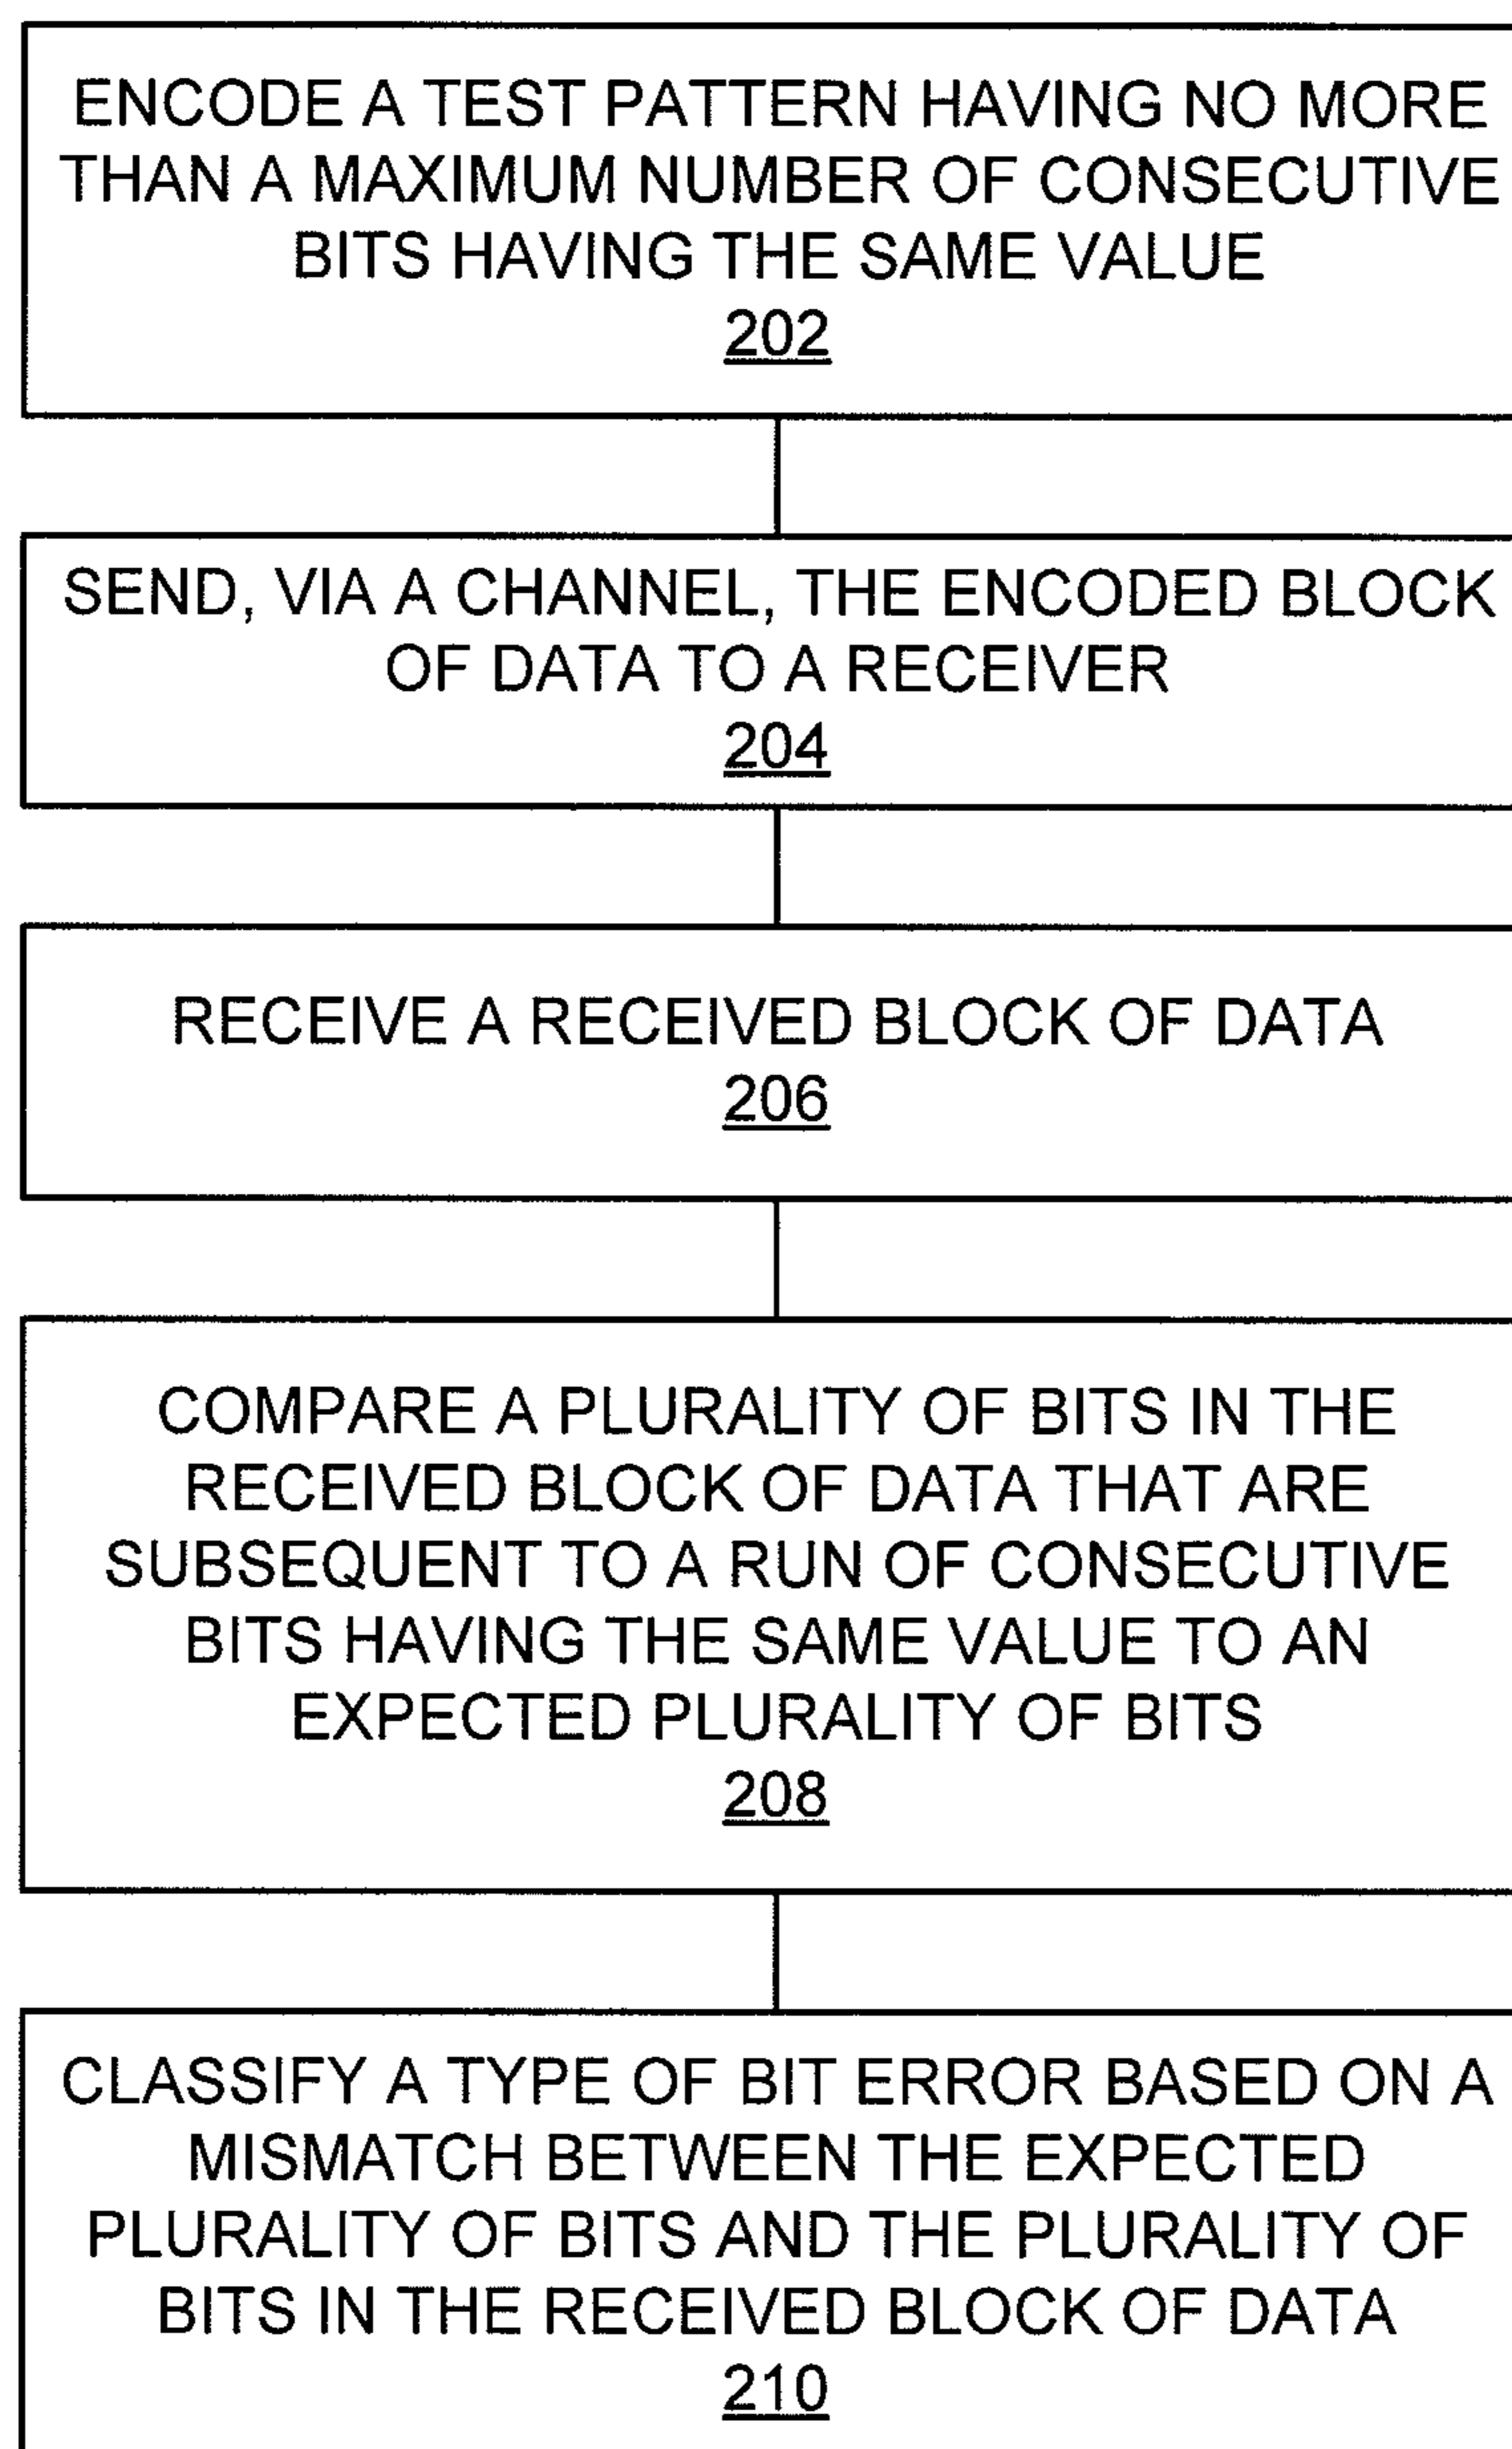 ENCODE A TEST PATTERN HAVING NO MORE
THAN A MAXIMUM NUMBER OF CONSECUTIVE
BITS HAVING THE SAME VALUE
202
SEND, VIA A CHANNEL, THE ENCODED BLOCK
OF DATA TO A RECEIVER
204
RECEIVE A RECEIVED BLOCK OF DATA
206
COMPARE A PLURALITY OF BITS IN THE
RECEIVED BLOCK OF DATA THAT ARE
SUBSEQUENT TO A RUN OF CONSECUTIVE
BITS HAVING THE SAME VALUE TO AN
EXPECTED PLURALITY OF BITS
208
CLASSIFY A TYPE OF BIT ERROR BASED ON A
MISMATCH BETWEEN THE EXPECTED
PLURALITY OF BITS AND THE PLURALITY OF
BITS IN THE RECEIVED BLOCK OF DATA
210